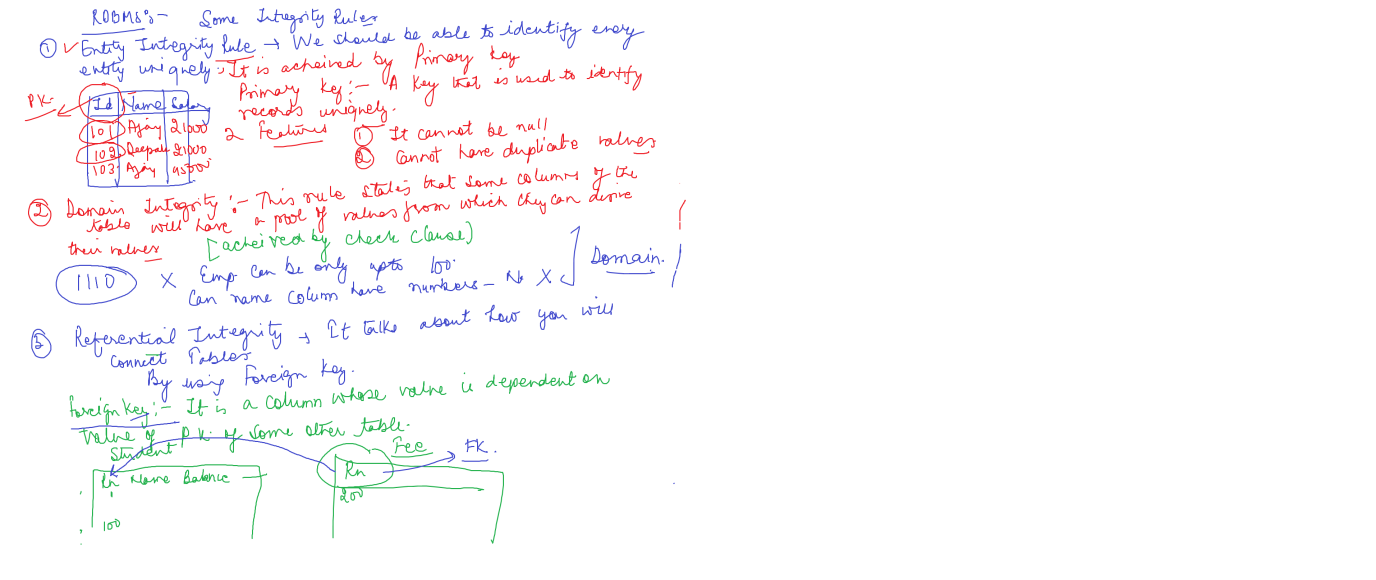 RDBMS:- Some Integrity Rules
① ✓ Entity Integrity Rule → We should be able to identify every
entity uniquely. It is acheived by Primary Key
Primary Key:- A key that is used to identify
records uniquely.
PK
Id Name Salary
101 Ajay 21000
102 Deepali 21000
103 Ajay 45000
2 Features
① It cannot be null
② Cannot have duplicate values
② Domain Integrity:- This rule states that some columns of the
table will have a pool of values from which they can derive
their values
[acheived by check clause)
1110 X Emp can be only upto 100.
Can name column have numbers - No X
Domain.
3 Referential Integrity → It talks about how you will
connect Tables
By using Foreign Key.
Foreign Key:- It is a column whose value is dependent on
value of PK of some other table.
Student
Rn Name Balance
1
100
Fee
Rn
FK.
200